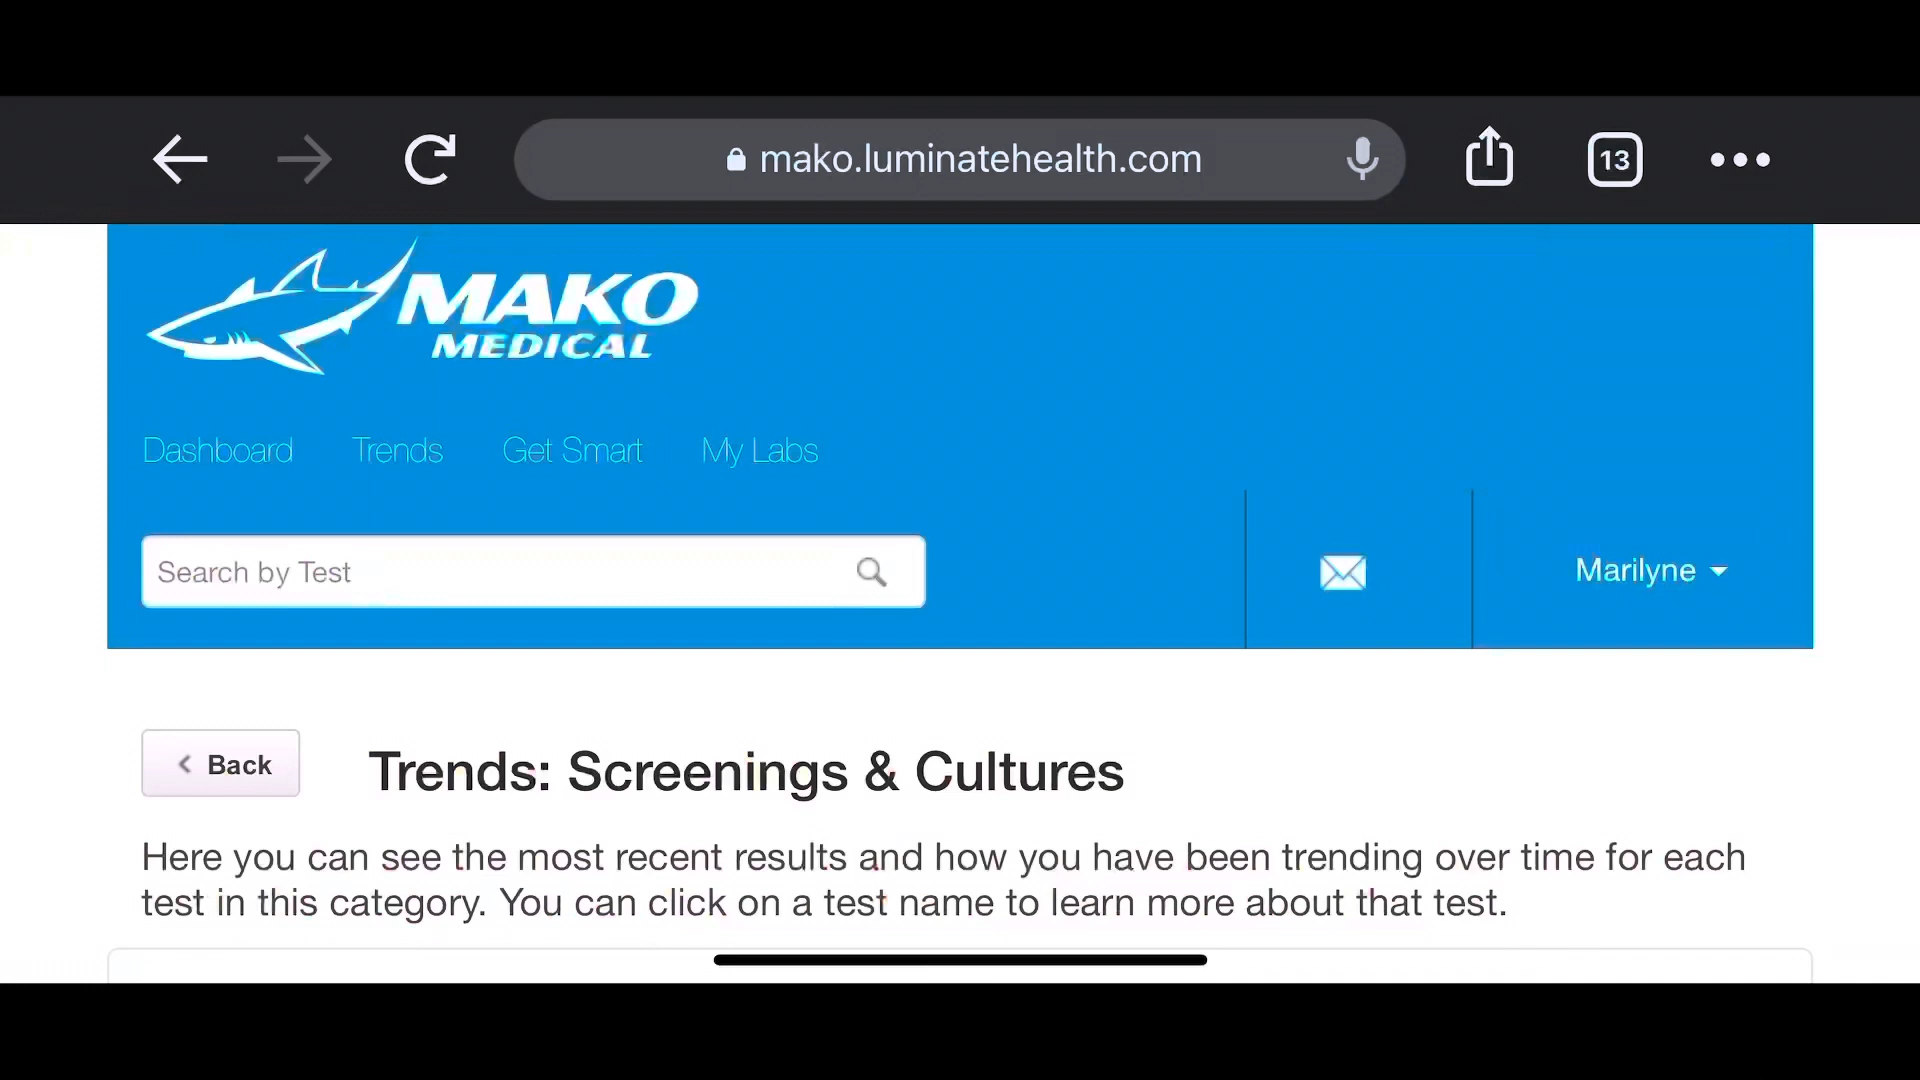 mako.luminatehealth.com
13
MAKO
MEDICAL
Dashboard Trends Get Smart My Labs
Search by Test
Marilyne
Back
Trends: Screenings & Cultures
Here you can see the most recent results and how you have been trending over time for each
test in this category. You can click on a test name to learn more about that test.